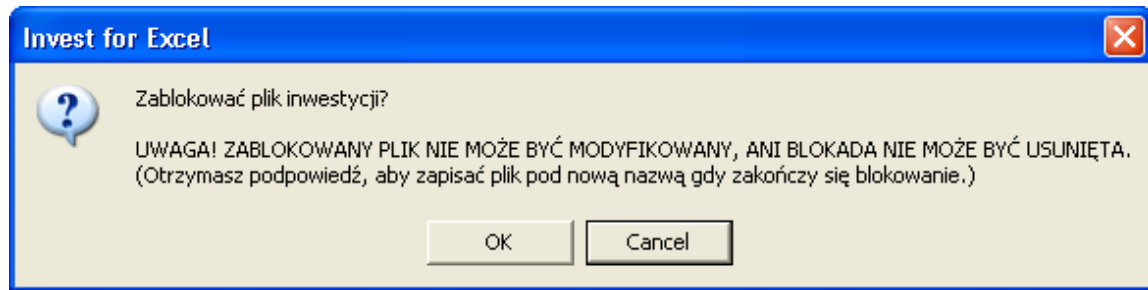 Invest for Excel
Zablokować plik inwestycji?
UWAGA! ZABLOKOWANY PLIK NIE MOŻE BYĆ MODYFIKOWANY, ANI BLOKADA NIE MOŻE BYĆ USUNIĘTA.
(Otrzymasz podpowiedź, aby zapisać plik pod nową nazwą gdy zakończy się blokowanie.)
OK
Cancel